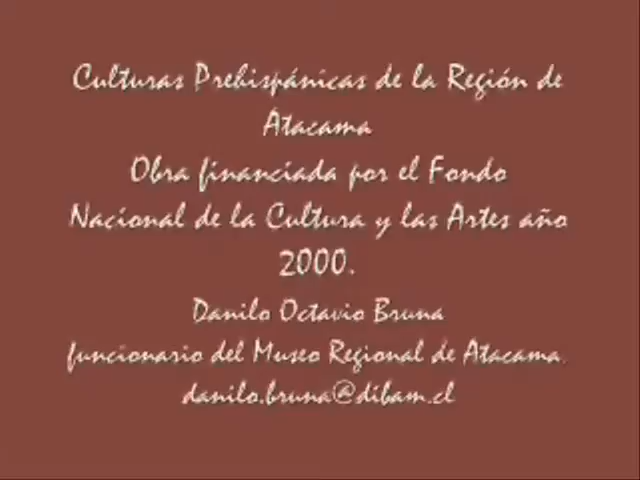 Culturas Prehispánicas de la Región de
Atacama
Obra financiada por el Fondo
Nacional de la Cultura y las Artes año
2000.
Danilo Octavio Bruna
funcionario del Museo Regional de Atacama.
danilo.bruna@dibam.cl